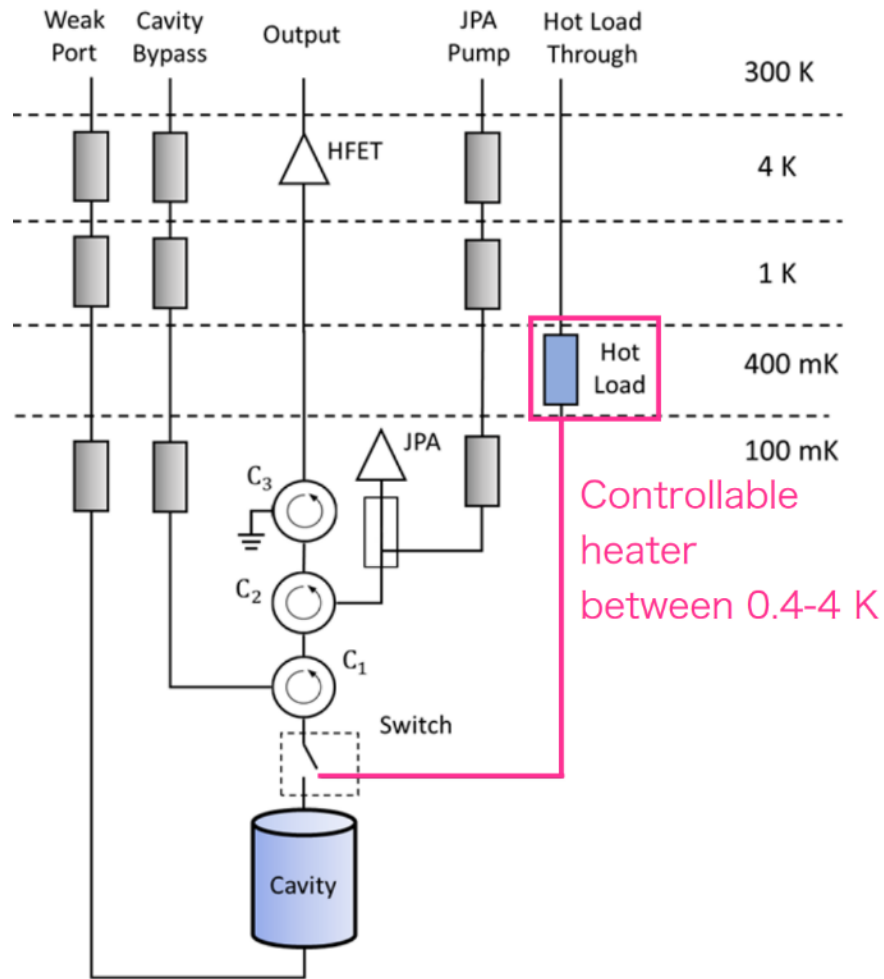 Weak
Port
Cavity
Bypass
Output
JPA
Pump
Hot Load
Through
300 K
HFET
4 K
1 K
Hot
Load
400 mK
JPA
100 mK
C₃
Controllable
heater
between 0.4-4 K
C₂
C₁
Switch
Cavity